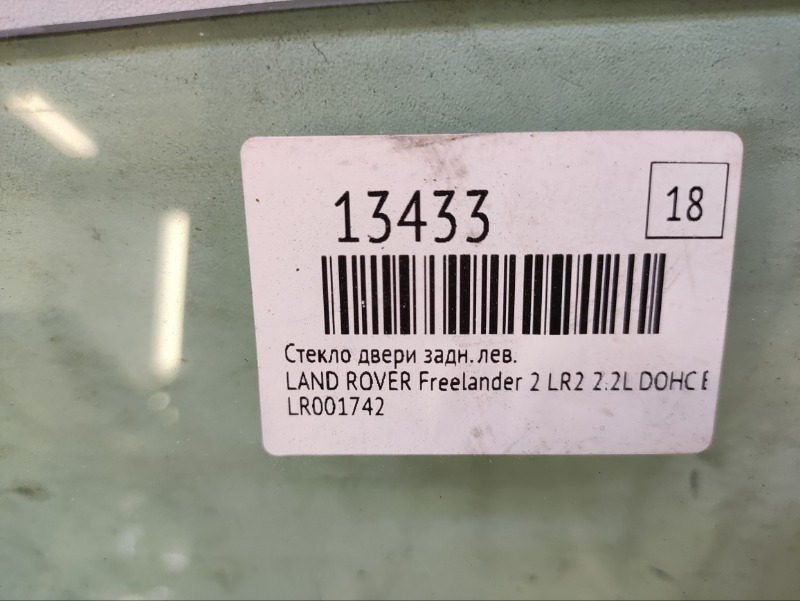 13433
18
Стекло двери задн. лев.
LAND ROVER Freelander 2 LR2 2.2L DOHC
LR001742